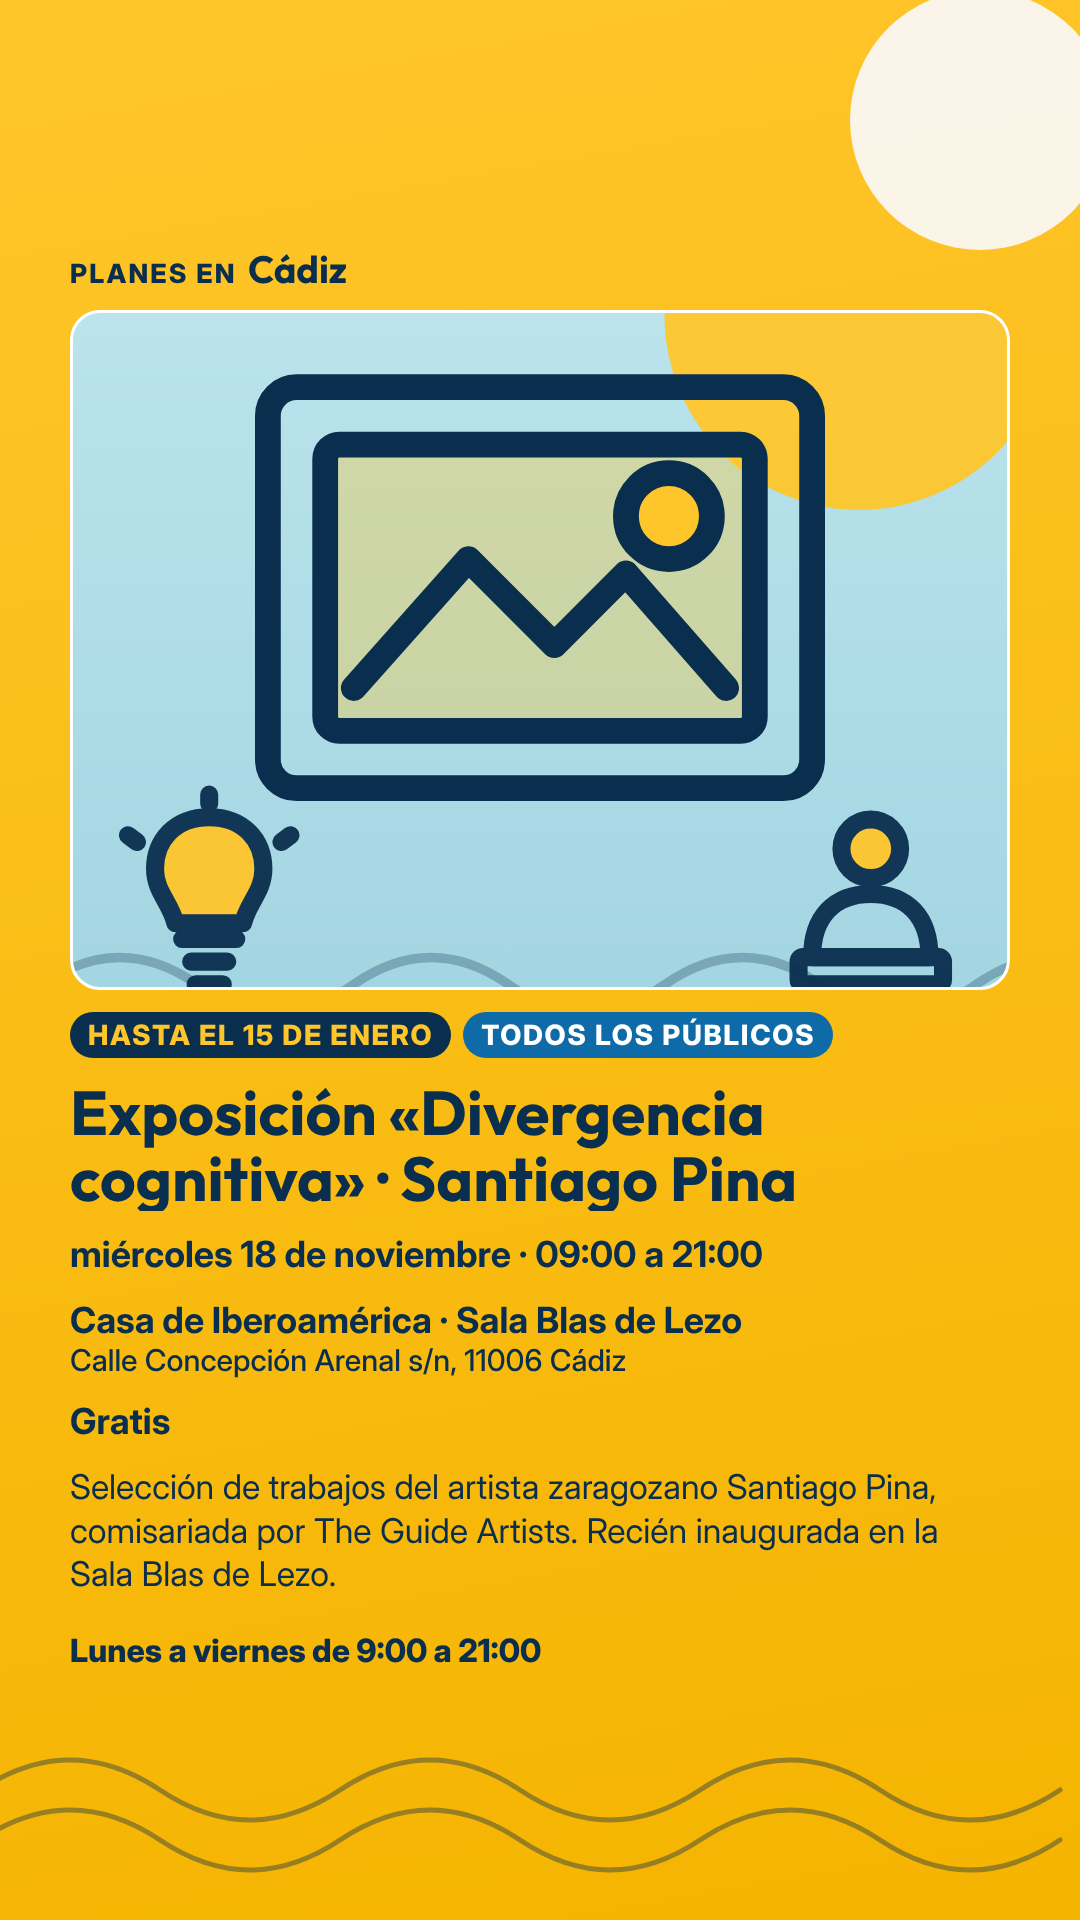 PLANES EN Cádiz
HASTA EL 15 DE ENERO TODOS LOS PÚBLICOS
Exposición «Divergencia
cognitiva» · Santiago Pina
miércoles 18 de noviembre · 09:00 a 21:00
Casa de Iberoamérica · Sala Blas de Lezo
Calle Concepción Arenal s/n, 11006 Cádiz
Gratis
Selección de trabajos del artista zaragozano Santiago Pina,
comisariada por The Guide Artists. Recién inaugurada en la
Sala Blas de Lezo.
Lunes a viernes de 9:00 a 21:00